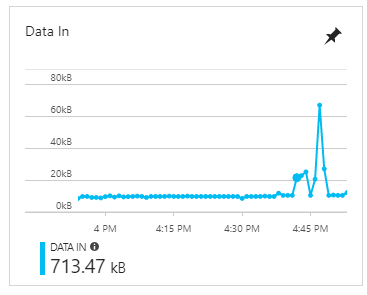 Data In
80kB
60kB
40kB
20kB
0kB
4 PM 4:15 PM 4:30 PM 4:45 PM
DATA IN
713.47 kB